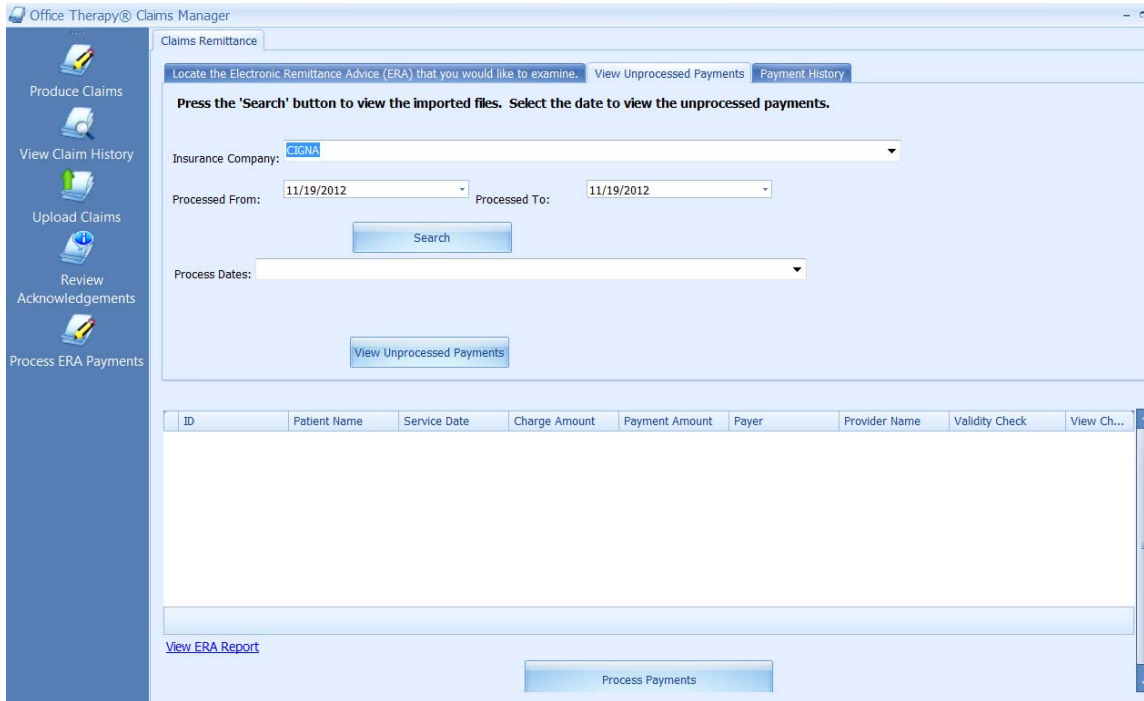 Office Therapy® Claims Manager
Produce Claims
View Claim History
Upload Claims
Review
Acknowledgements
Process ERA Payments
Claims Remittance
Locate the Electronic Remittance Advice (ERA) that you would like to examine. View Unprocessed Payments Payment History
Press the 'Search' button to view the imported files. Select the date to view the unprocessed payments.
Insurance Company: CIGNA
Processed From: 11/19/2012 Processed To: 11/19/2012
Search
Process Dates:
View Unprocessed Payments
ID Patient Name Service Date Charge Amount Payment Amount Payer Provider Name Validity Check View Ch...
View ERA Report
Process Payments